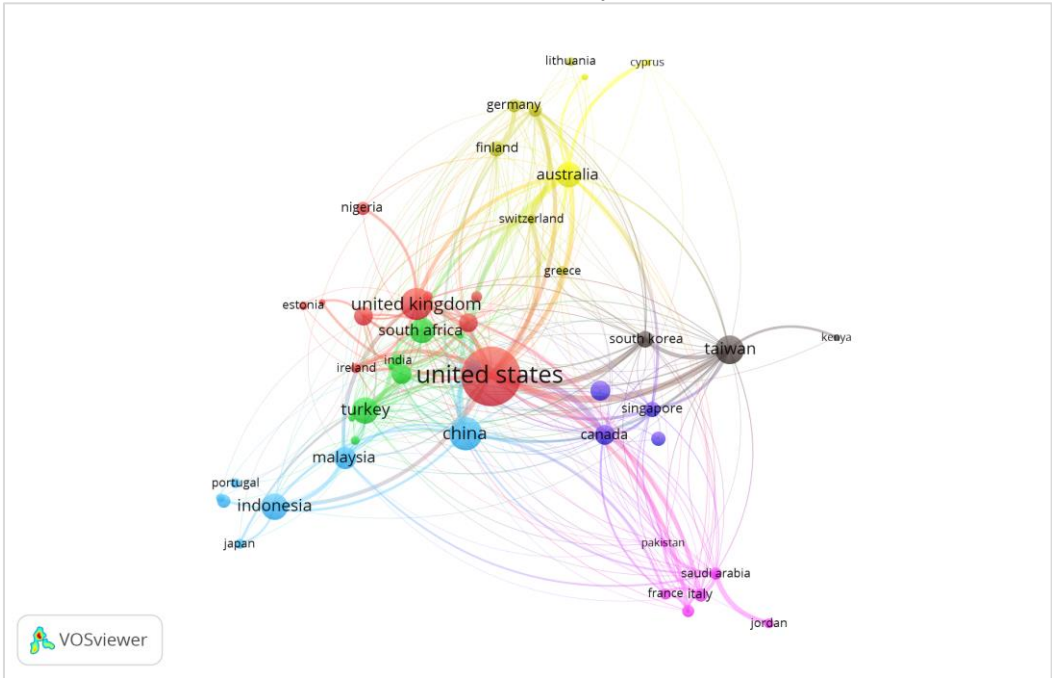 lithuania
cyprus
germany
finland
australia
nigeria
switzerland
greece
estonia
united kingdom
south africa
south korea
taiwan
kenya
ireland
india
united states
turkey
singapore
china
canada
malaysia
portugal
indonesia
japan
pakistan
saudi arabia
france
italy
jordan
VOSviewer